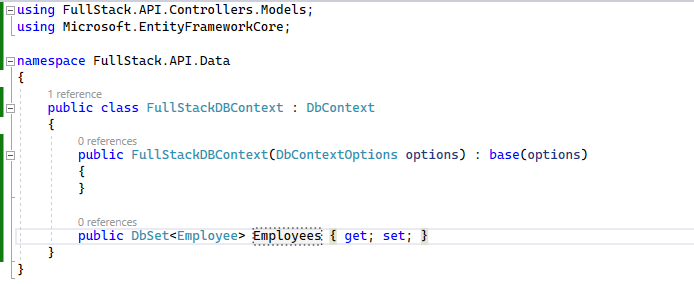 using FullStack.API.Controllers.Models;
using Microsoft.EntityFrameworkCore;
namespace FullStack.API.Data
{
1 reference
public class FullStackDBContext : DbContext
{
0 references
public FullStackDBContext(DbContextOptions options) : base(options)
{
}
0 references
public DbSet<Employee> Employees { get; set; }
}
}